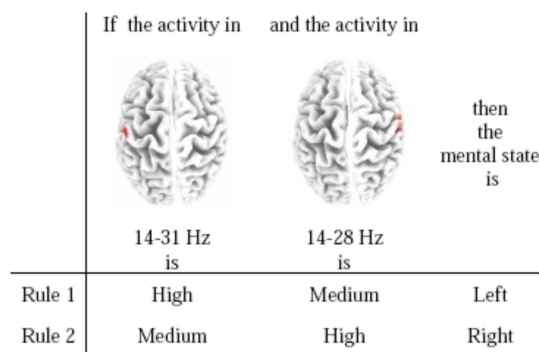 If the activity in and the activity in
then
the
mental state
is
14-31 Hz 14-28 Hz
is is
Rule 1 High Medium Left
Rule 2 Medium High Right